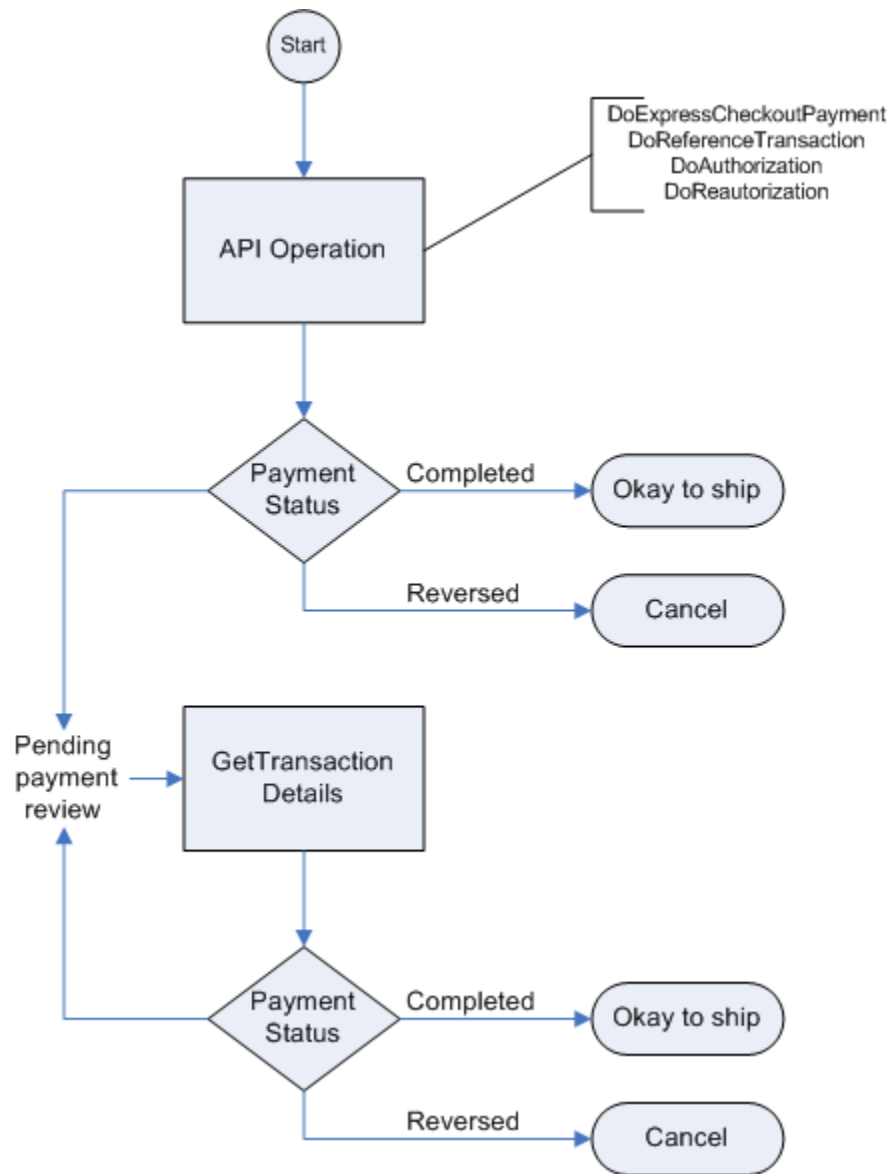 Start
DoExpressCheckoutPayment
DoReferenceTransaction
DoAuthorization
DoReautorization
API Operation
Payment
Status
Completed
Okay to ship
Reversed
Cancel
Pending
payment
review
GetTransaction
Details
Payment
Status
Completed
Okay to ship
Reversed
Cancel